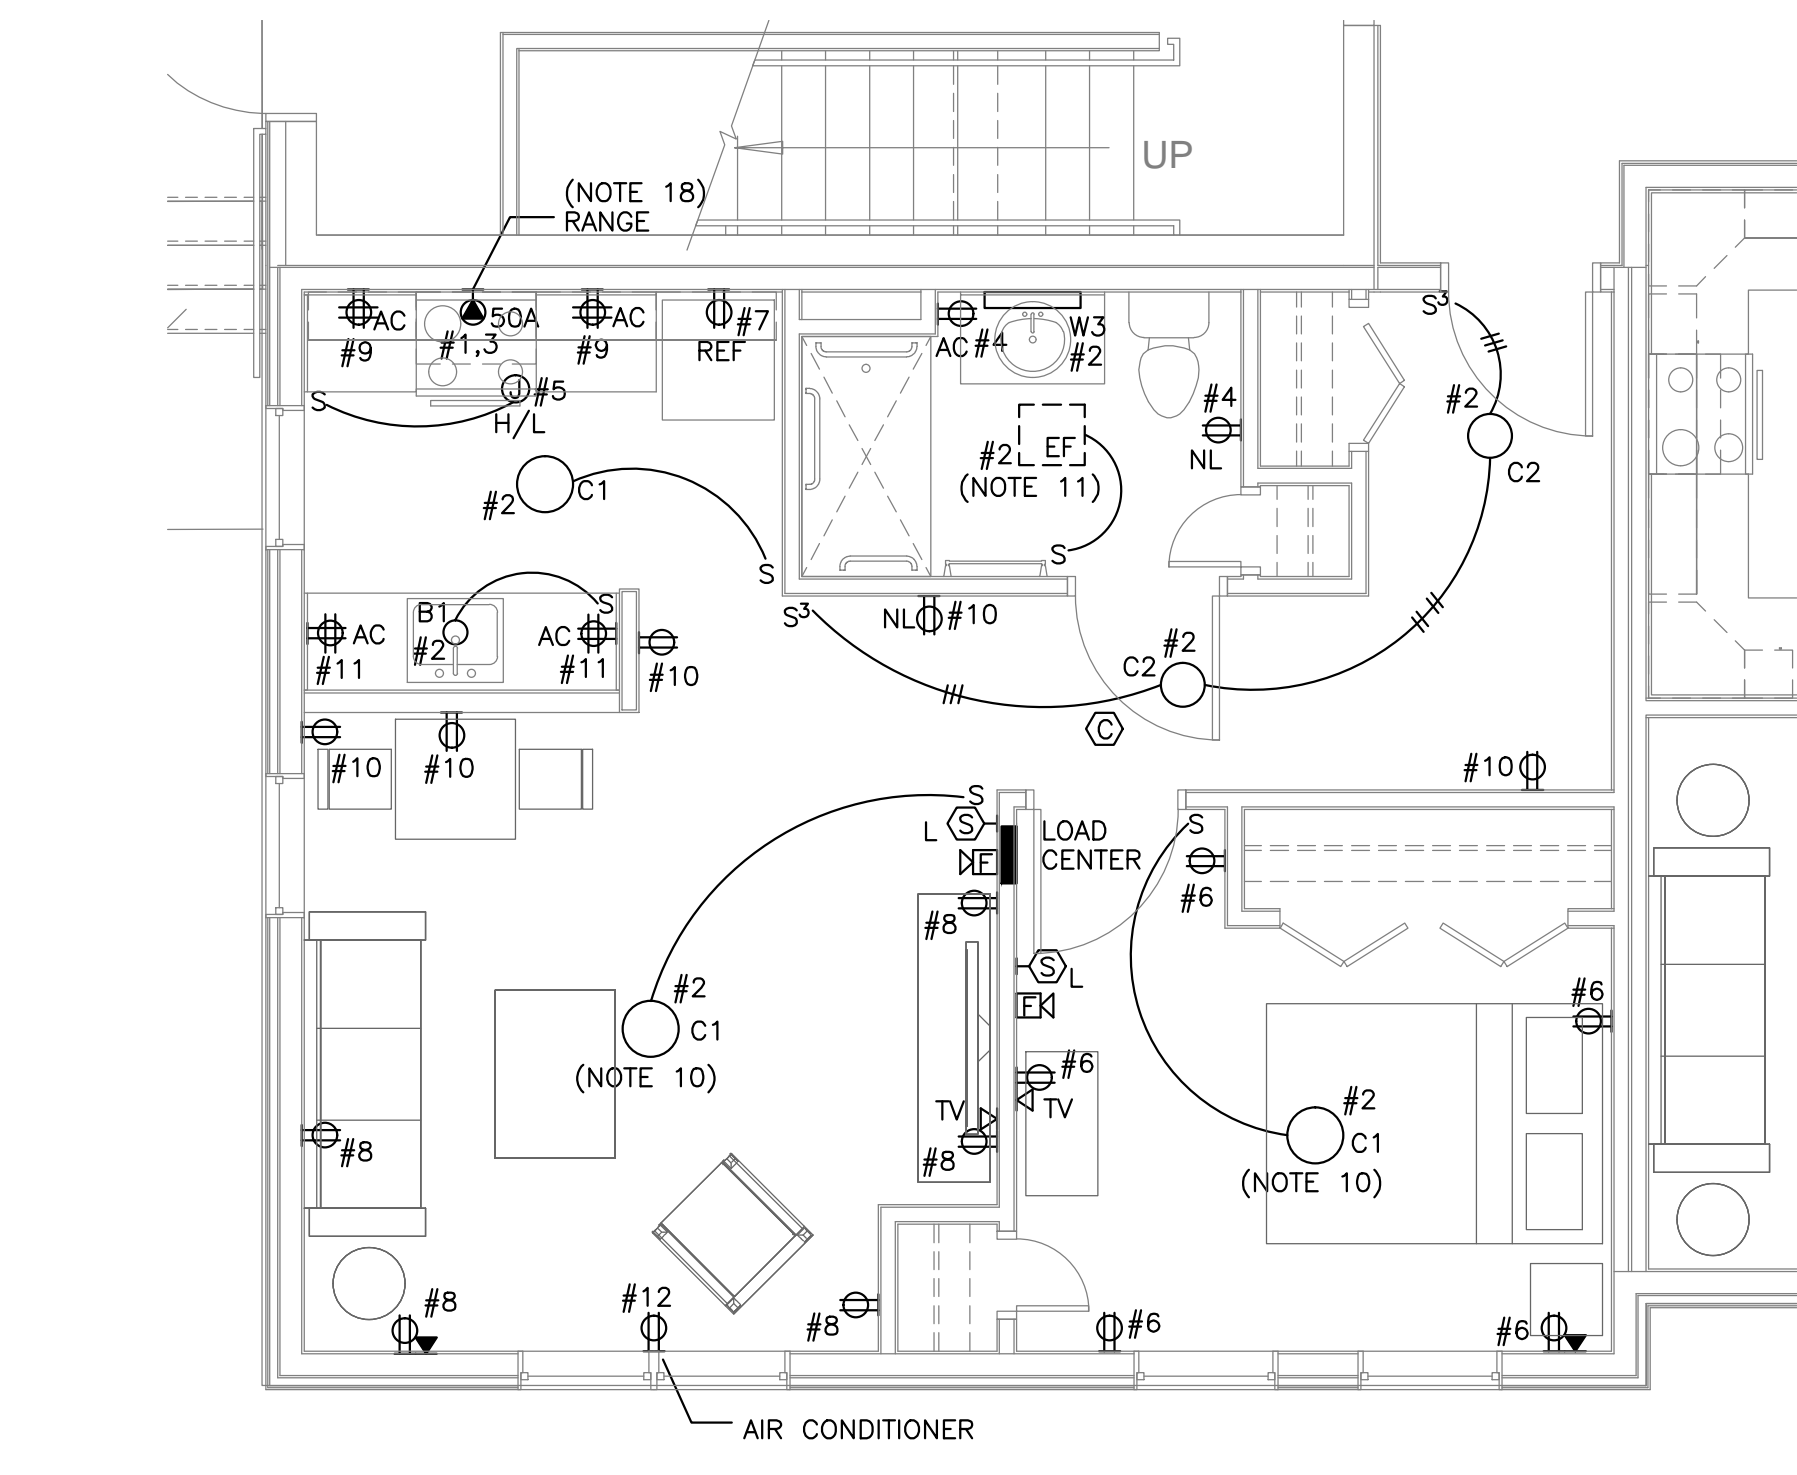 UP
(NOTE 18)
RANGE
S3
AC
50A
AC
#7
AC
#4
W3
#9
#1,3
#9
REF
#2
S
J
#5
H/L
#4
#2
EF
#2
NL
C2
(NOTE 11)
C1
#2
S
S
B1
S
S3
NL
#10
AC
#2
AC
#11
#11
#10
#2
C2
C
#10
#10
#10
S
S
L
F
LOAD
CENTER
S
#6
#8
S
L
F
#6
#2
C1
(NOTE 10)
#6
TV
TV
#2
C1
(NOTE 10)
#8
#8
#8
#12
#8
#6
#6
AIR CONDITIONER